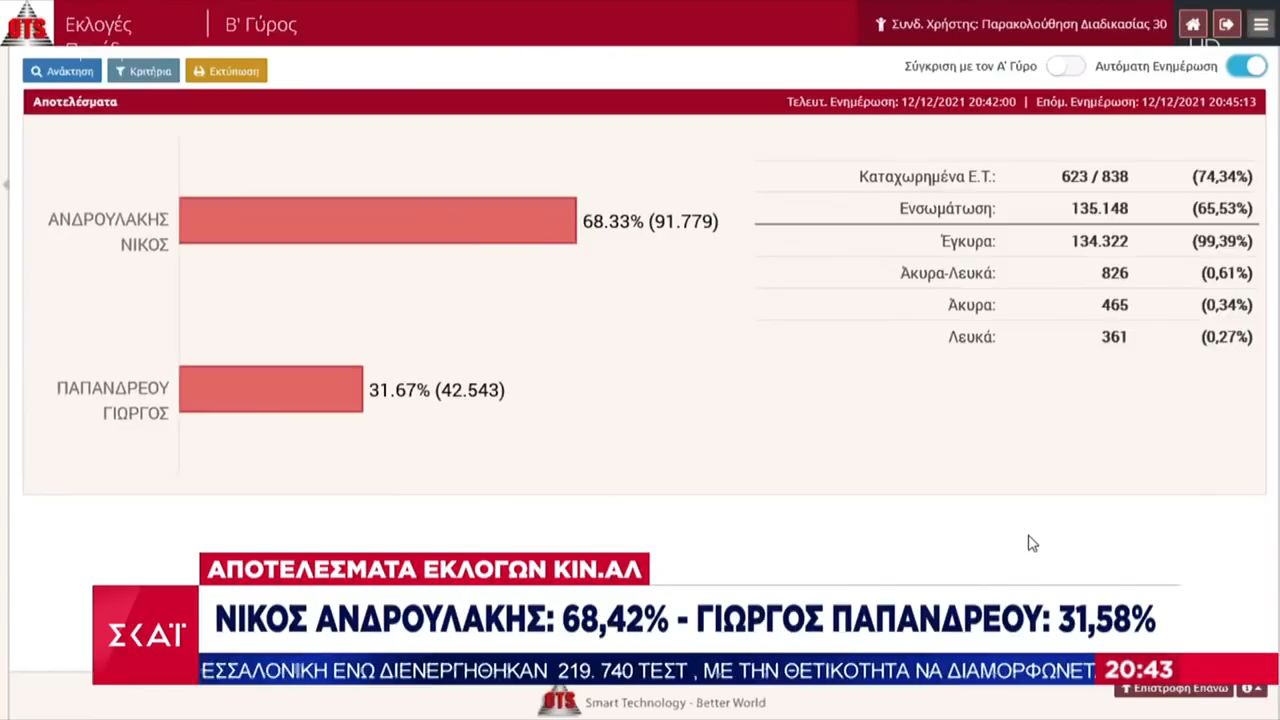 OTS
Εκλογές
Β' Γύρος
Συνδ. Χρήστης: Παρακολούθηση Διαδικασίας 30
HD
Ανάκτηση
Κριτήρια
Εκτύπωση
Σύγκριση με τον Α' Γύρο
Αυτόματη Ενημέρωση
Αποτελέσματα
Τελευτ. Ενημέρωση: 12/12/2021 20:42:00 | Επόμ. Ενημέρωση: 12/12/2021 20:45:13
ΑΝΔΡΟΥΛΑΚΗΣ
ΝΙΚΟΣ
68.33% (91.779)
ΠΑΠΑΝΔΡΕΟΥ
ΓΙΩΡΓΟΣ
31.67% (42.543)
Καταχωρημένα Ε.Τ.: 623 / 838 (74,34%)
Ενσωμάτωση: 135.148 (65,53%)
Έγκυρα: 134.322 (99,39%)
Άκυρα-Λευκά: 826 (0,61%)
Άκυρα: 465 (0,34%)
Λευκά: 361 (0,27%)
ΑΠΟΤΕΛΕΣΜΑΤΑ ΕΚΛΟΓΩΝ ΚΙΝ.ΑΛ
ΣΚΑΪ
ΝΙΚΟΣ ΑΝΔΡΟΥΛΑΚΗΣ: 68,42% - ΓΙΩΡΓΟΣ ΠΑΠΑΝΔΡΕΟΥ: 31,58%
ΕΣΣΑΛΟΝΙΚΗ ΕΝΩ ΔΙΕΝΕΡΓΗΘΗΚΑΝ 219. 740 ΤΕΣΤ , ΜΕ ΤΗΝ ΘΕΤΙΚΟΤΗΤΑ ΝΑ ΔΙΑΜΟΡΦΩΝΕΤ
20:43
Επιστροφή Επάνω
OTS
Smart Technology - Better World